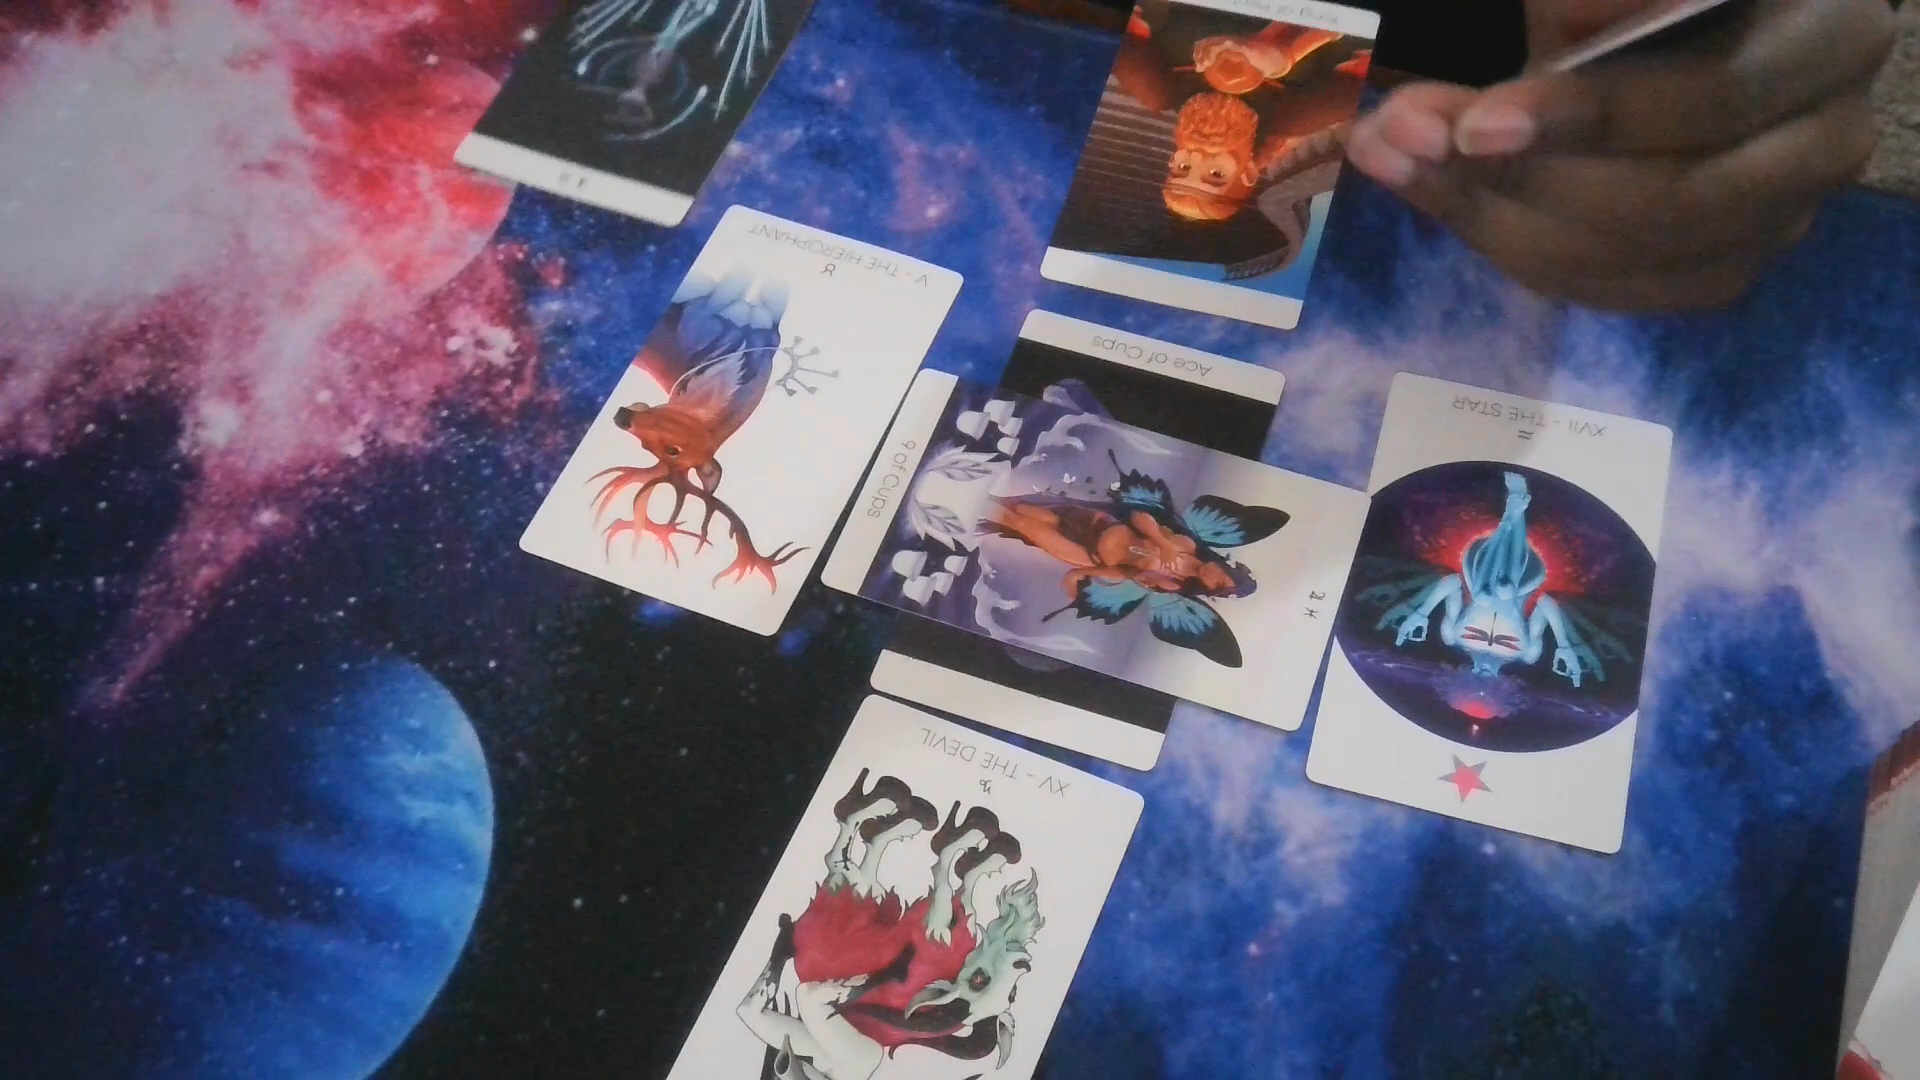 V - THE HIEROPHANT
Ace of Cups
9 of Cups
XVII - THE STAR
XV - THE DEVIL